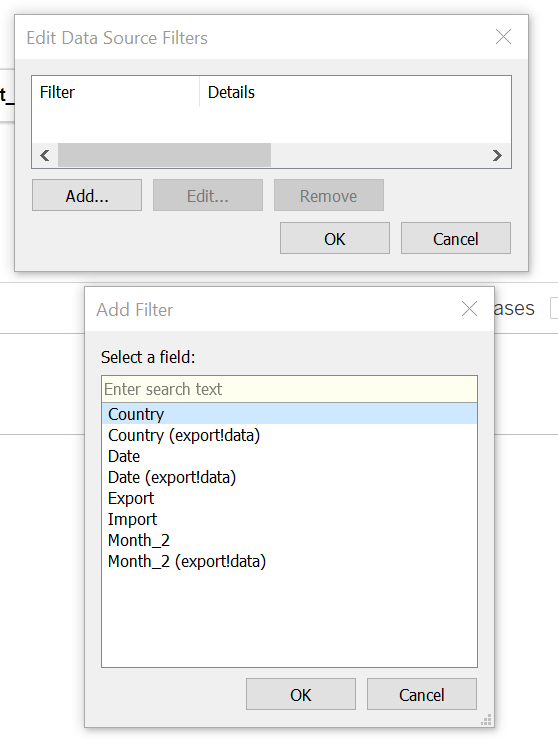 Edit Data Source Filters
t_
Filter Details
Add... Edit... Remove
OK Cancel
ases
Add Filter
Select a field:
Enter search text
Country
Country (export!data)
Date
Date (export!data)
Export
Import
Month_2
Month_2 (export!data)
OK Cancel